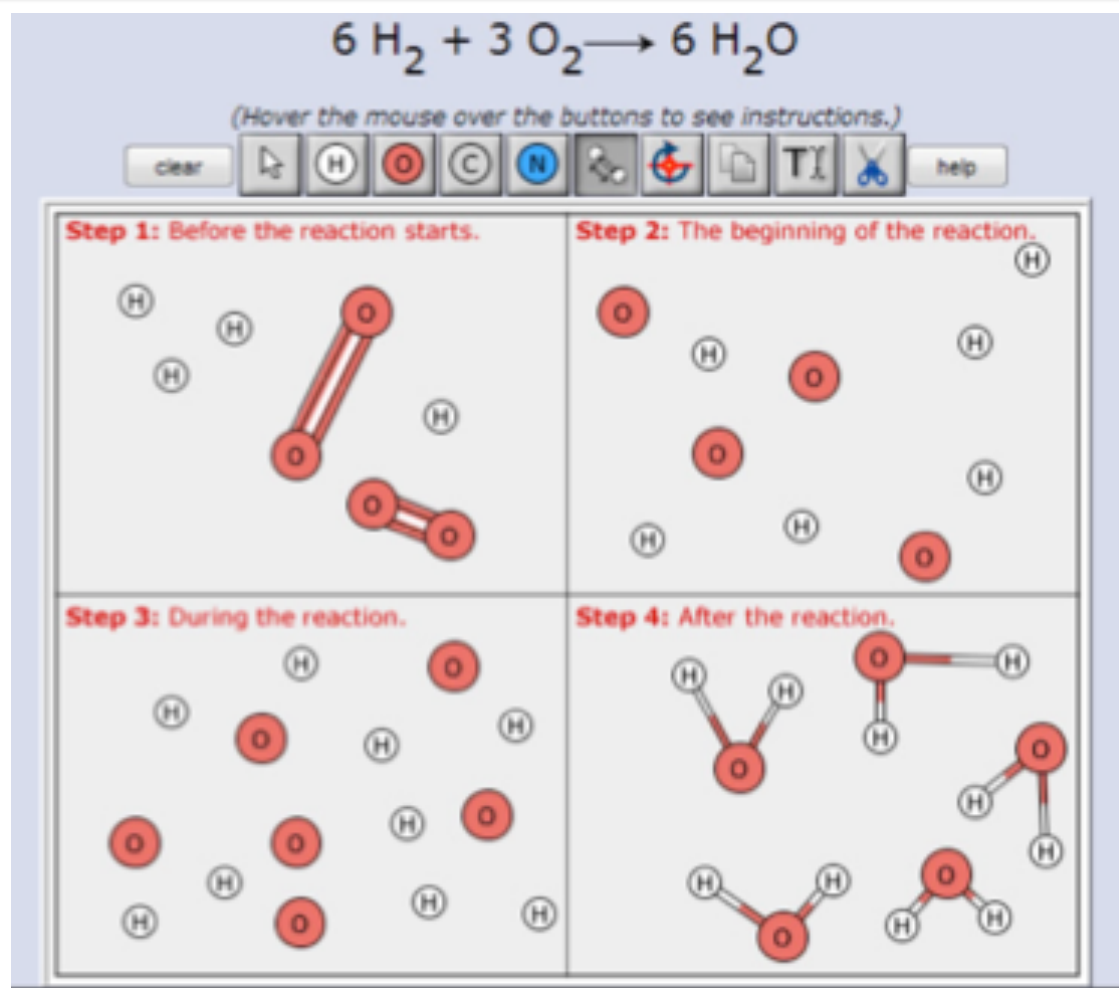 6 H₂ + 3 O₂ → 6 H₂O
(Hover the mouse over the buttons to see instructions.)
clear H O C N T help
Step 1: Before the reaction starts.
H
H
O
H
H
O
O
O
Step 2: The beginning of the reaction.
H
O
H
H
O
O
H
H
H
O
Step 3: During the reaction.
H
O
H
H
O
H
H
O
O
O
H
H
H
H
O
Step 4: After the reaction.
O
H
H
H
H
O
O
H
H
H
O
H
H
H
H
O